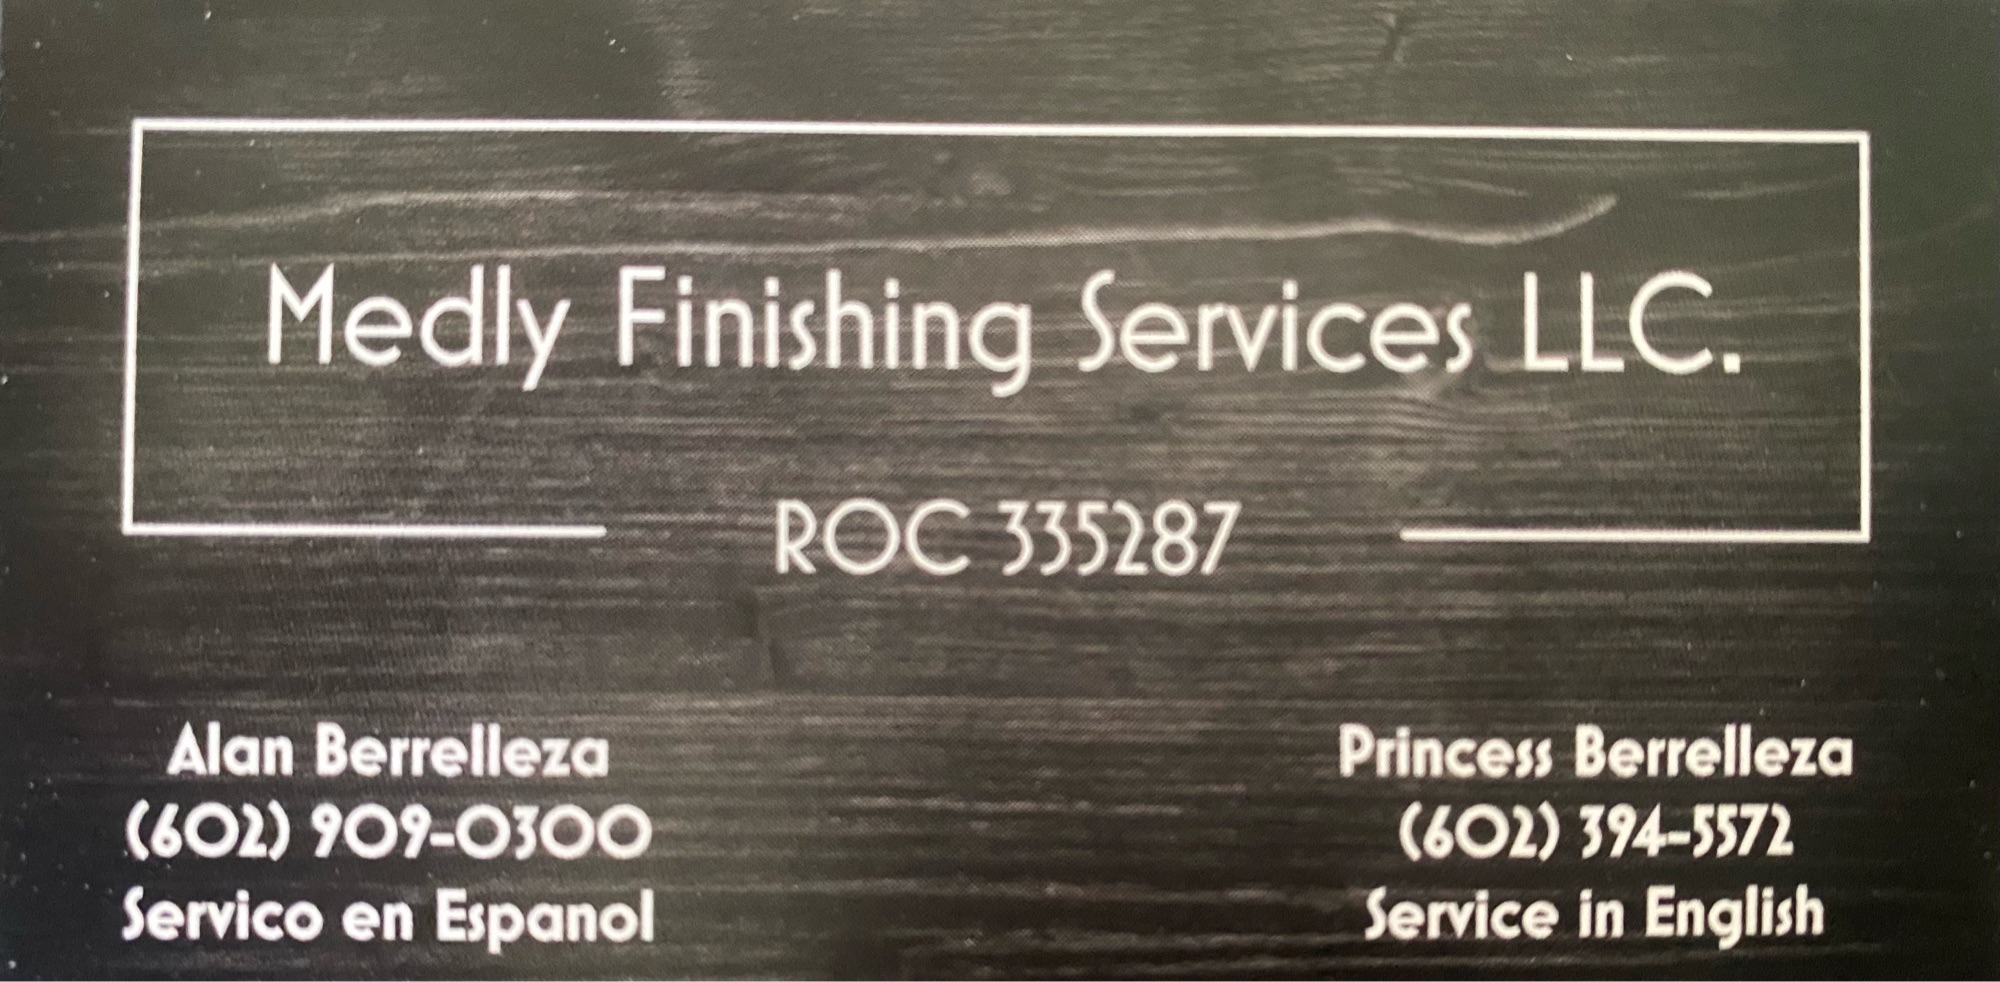 Medly Finishing Services LLC.
ROC 335287
Alan Berrelleza
(602) 909-0300
Servico en Espanol
Princess Berrelleza
(602) 394-5572
Service in English